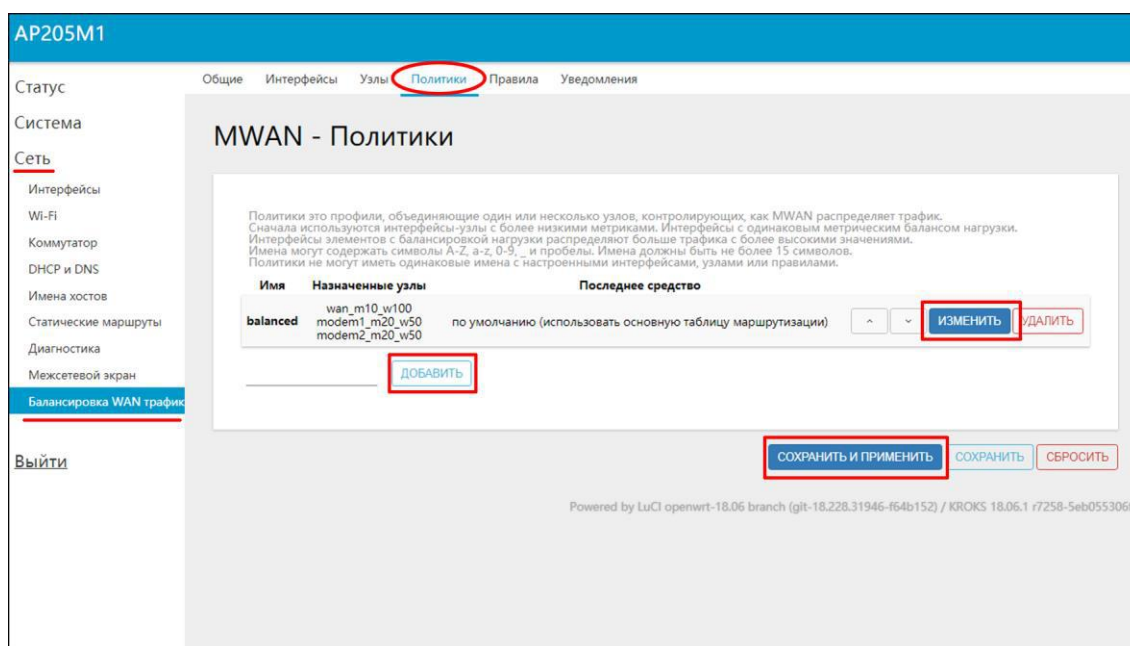 AP205M1
Статус
Система
Сеть
Интерфейсы
Wi-Fi
Коммутатор
DHCP и DNS
Имена хостов
Статические маршруты
Диагностика
Межсетевой экран
Балансировка WAN трафик
Выйти
Общие Интерфейсы Узлы Политики Правила Уведомления
MWAN - Политики
Политики это профили, объединяющие один или несколько узлов, контролирующих, как MWAN распределяет трафик.
Сначала используются интерфейсы-узлы с более низкими метриками. Интерфейсы с одинаковым метрическим балансом нагрузки.
Интерфейсы элементов с балансировкой нагрузки распределяют больше трафика с более высокими значениями.
Имена могут содержать символы A-Z, a-z, 0-9, _ и пробелы. Имена должны быть не более 15 символов.
Политики не могут иметь одинаковые имена с настроенными интерфейсами, узлами или правилами.
Имя Назначенные узлы Последнее средство
balanced
wan_m10_w100
modem1_m20_w50
modem2_m20_w50
по умолчанию (использовать основную таблицу маршрутизации)
ИЗМЕНИТЬ УДАЛИТЬ
ДОБАВИТЬ
СОХРАНИТЬ И ПРИМЕНИТЬ СОХРАНИТЬ СБРОСИТЬ
Powered by LuCI openwrt-18.06 branch (git-18.228.31946-f64b152) / KROKS 18.06.1 r7258-5eb055306